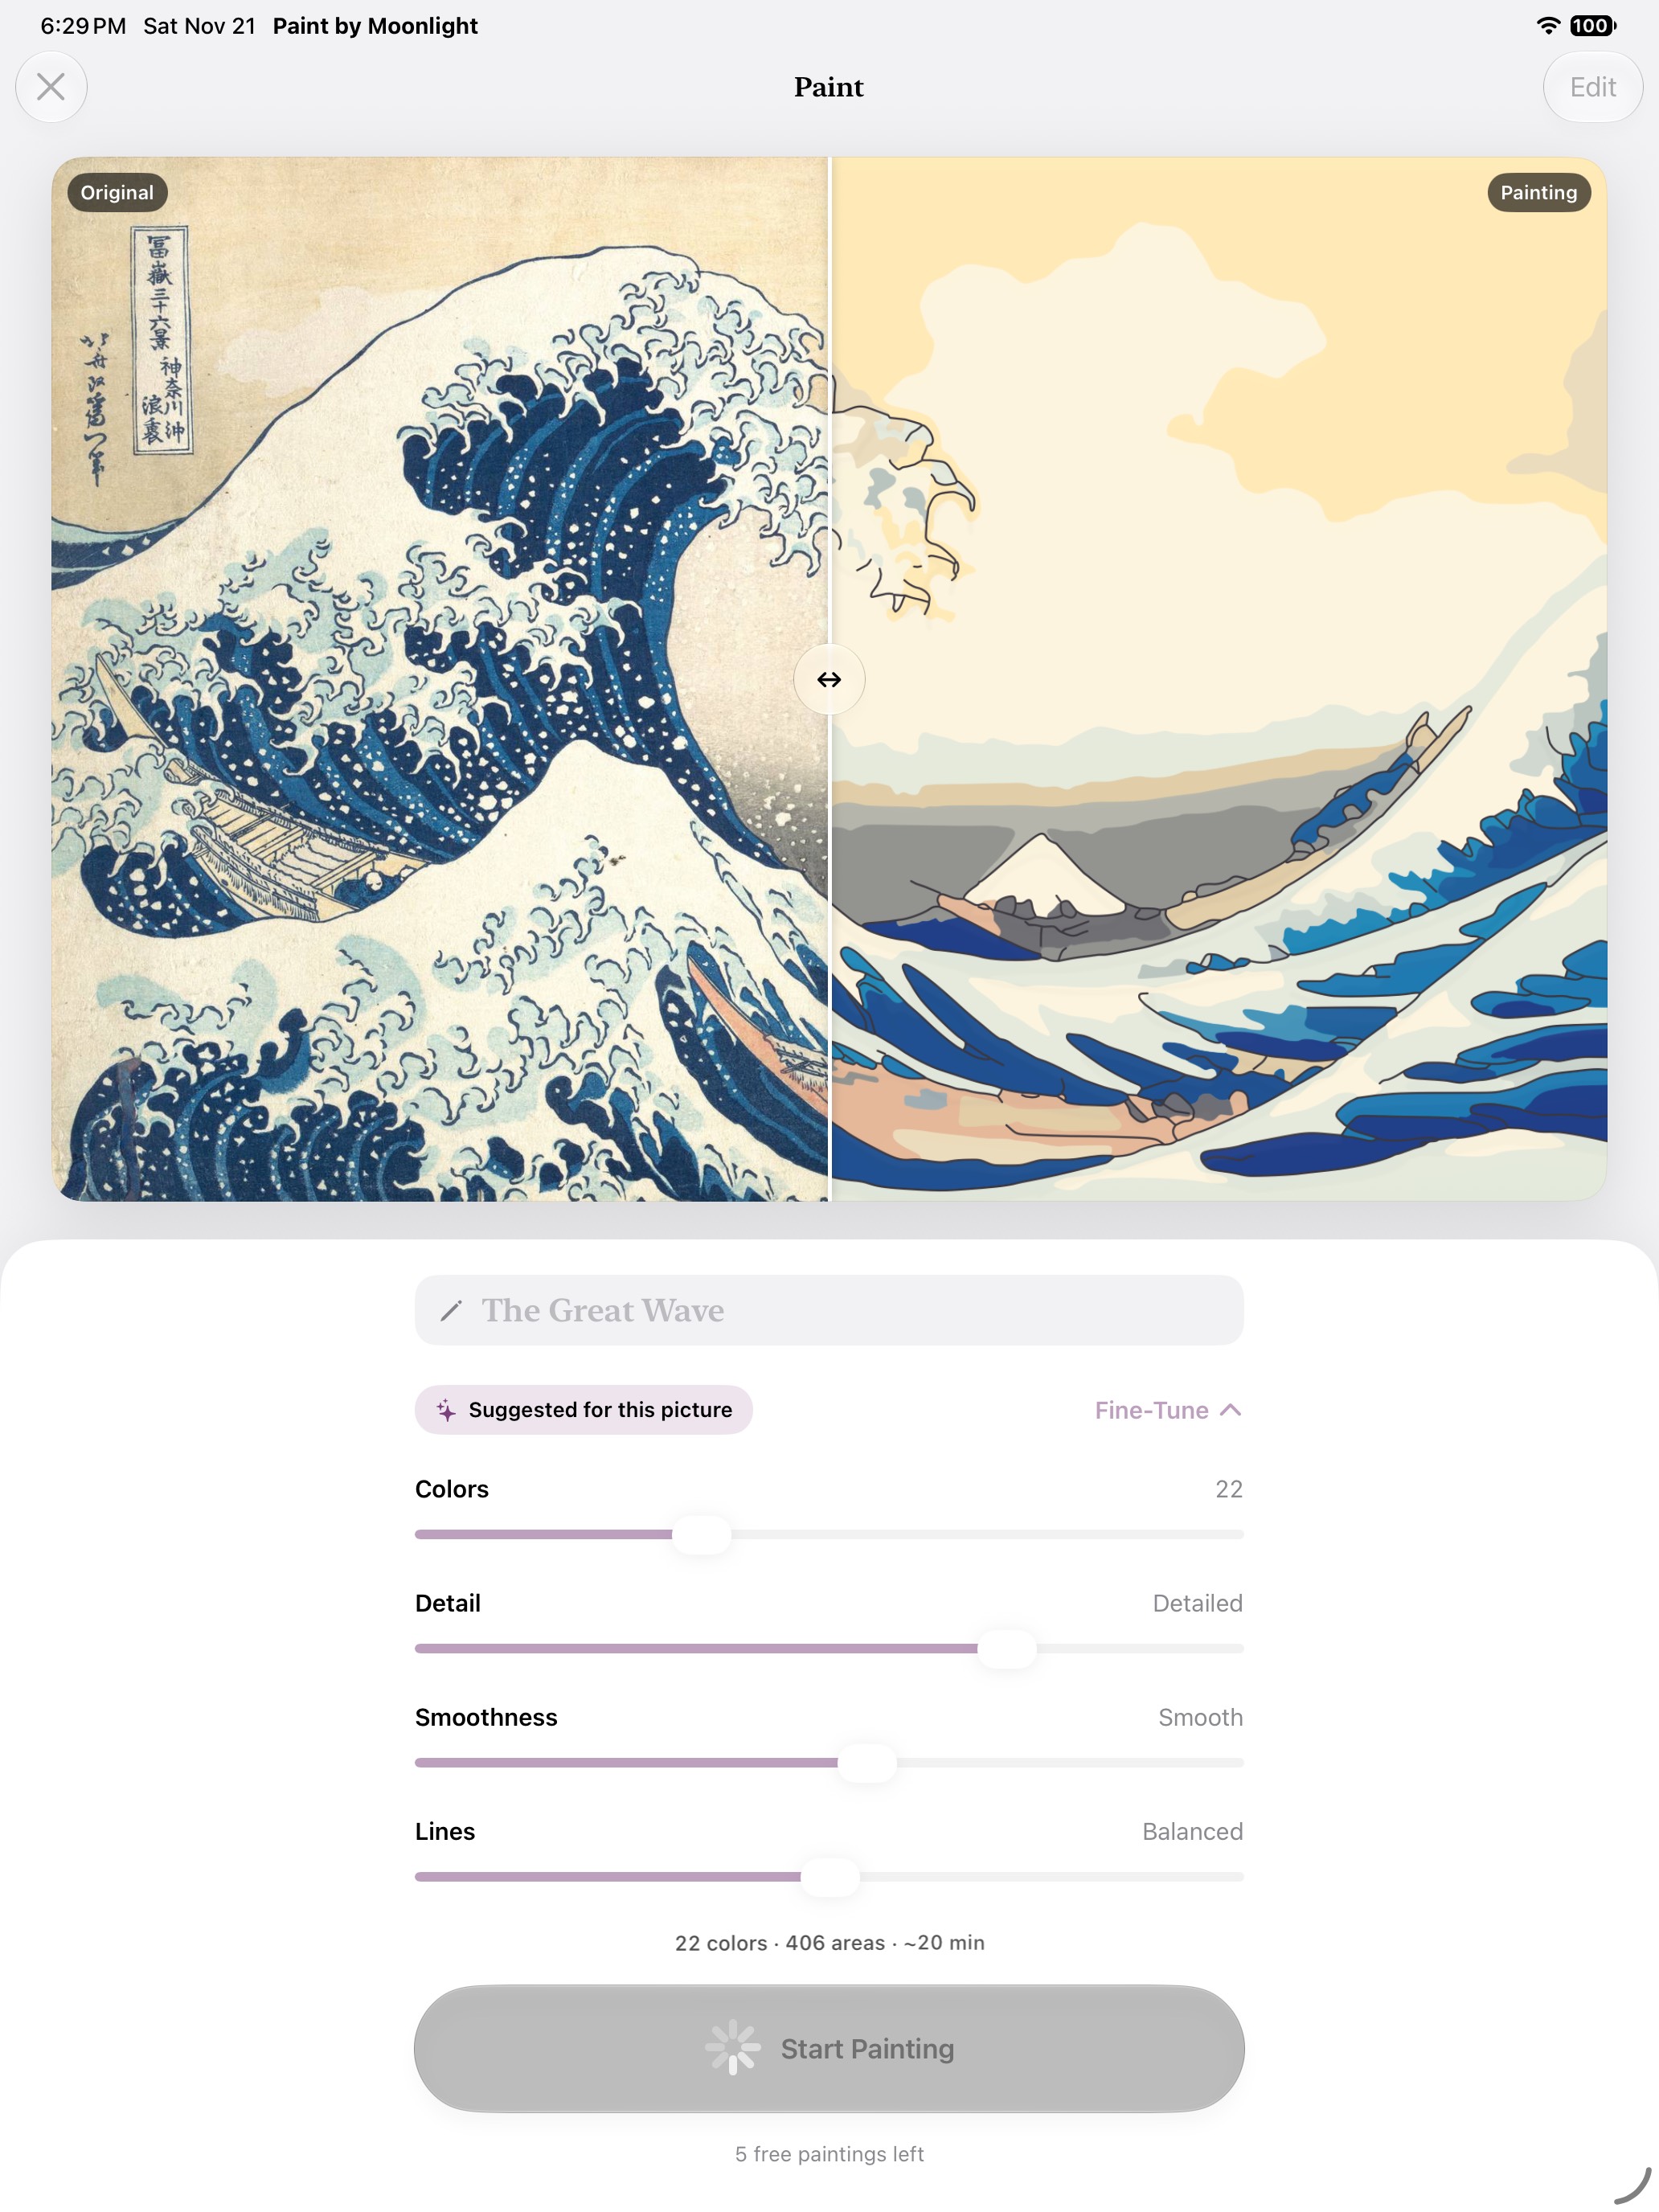 6:29 PM Sat Nov 21 Paint by Moonlight
100
Paint
Edit
Original
Painting
冨嶽三十六景
神奈川沖
浪裏
The Great Wave
Suggested for this picture
Fine-Tune
Colors
22
Detail
Detailed
Smoothness
Smooth
Lines
Balanced
22 colors · 406 areas · ~20 min
Start Painting
5 free paintings left